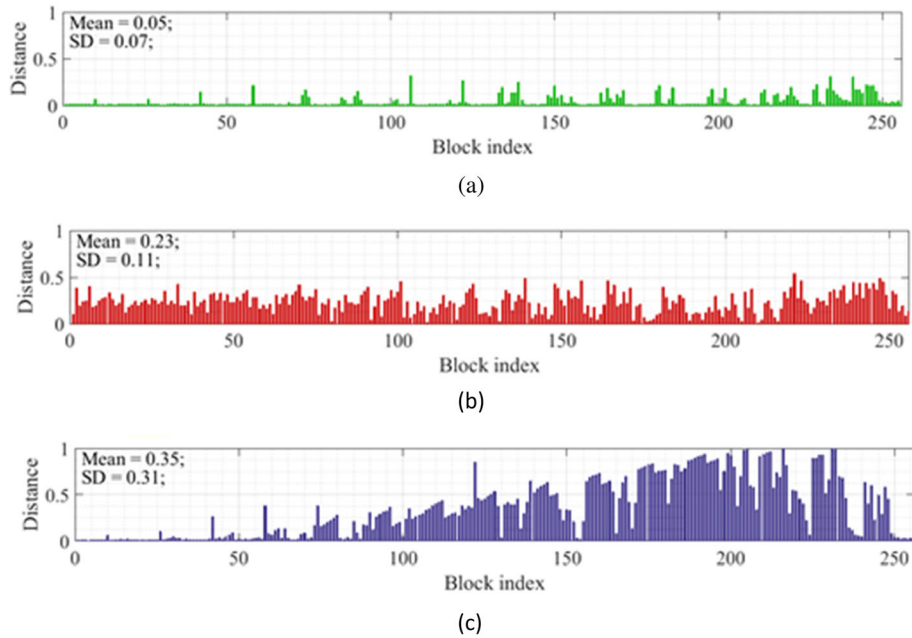 1
Mean = 0.05;
SD = 0.07;
Distance
0.5
0
0 50 100 150 200 250
Block index
(a)
1
Mean = 0.23;
SD = 0.11;
Distance
0.5
0
0 50 100 150 200 250
Block index
(b)
1
Mean = 0.35;
SD = 0.31;
Distance
0.5
0
0 50 100 150 200 250
Block index
(c)